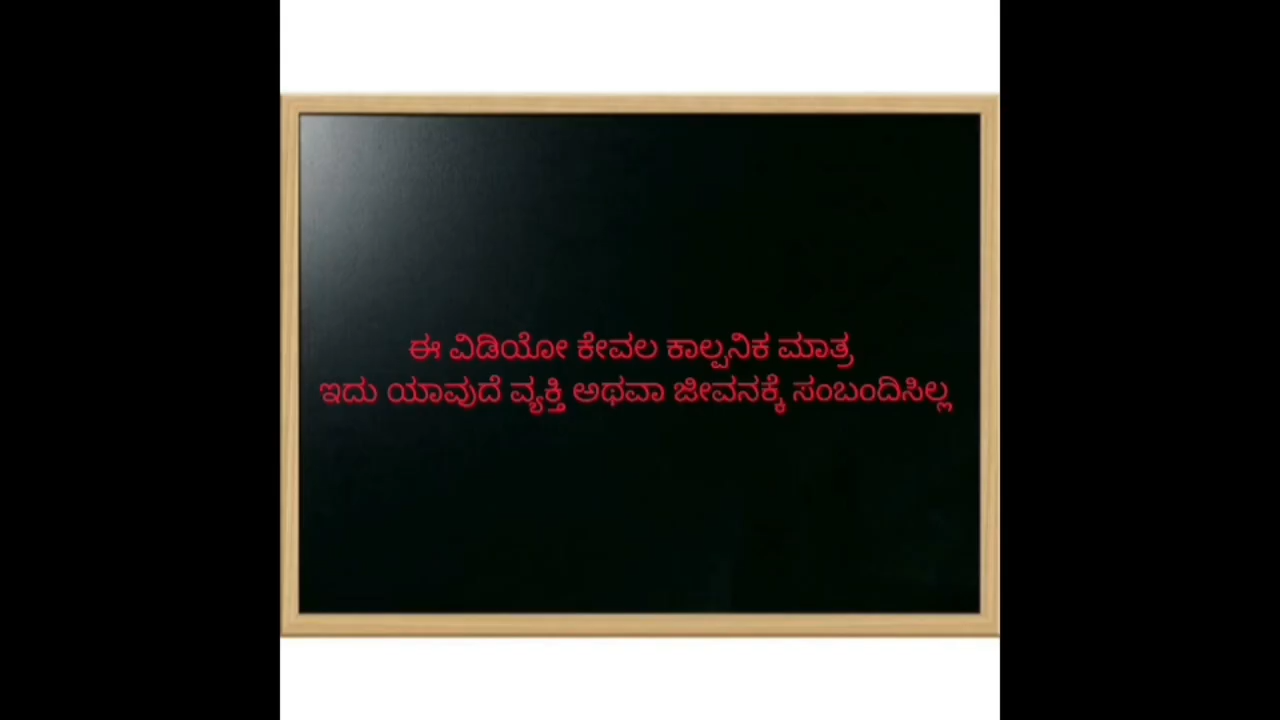 ಈ ವಿಡಿಯೋ ಕೇವಲ ಕಾಲ್ಪನಿಕ ಮಾತ್ರ
ಇದು ಯಾವುದೆ ವ್ಯಕ್ತಿ ಅಥವಾ ಜೀವನಕ್ಕೆ ಸಂಬಂದಿಸಿಲ್ಲ